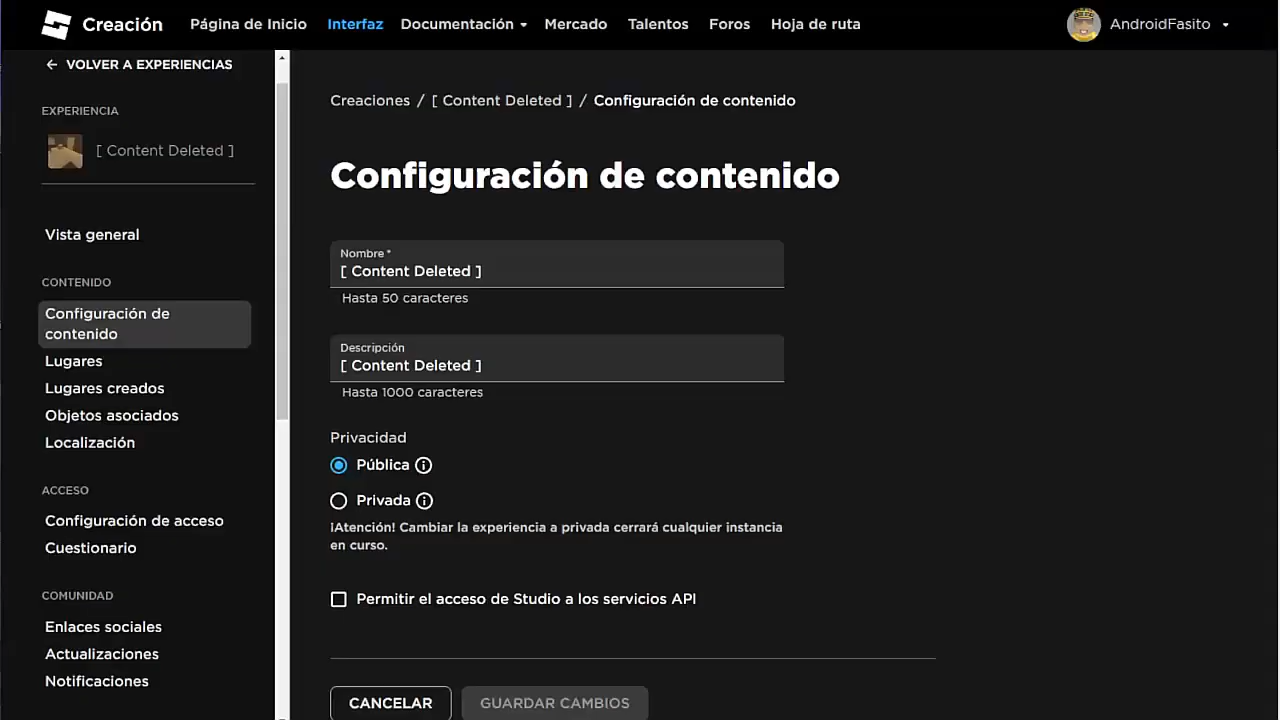 Creación Página de Inicio Interfaz Documentación Mercado Talentos Foros Hoja de ruta AndroidFasito
VOLVER A EXPERIENCIAS
EXPERIENCIA
[ Content Deleted ]
Vista general
CONTENIDO
Configuración de
contenido
Lugares
Lugares creados
Objetos asociados
Localización
ACCESO
Configuración de acceso
Cuestionario
COMUNIDAD
Enlaces sociales
Actualizaciones
Notificaciones
Creaciones / [ Content Deleted ] / Configuración de contenido
Configuración de contenido
Nombre*
[ Content Deleted ]
Hasta 50 caracteres
Descripción
[ Content Deleted ]
Hasta 1000 caracteres
Privacidad
Pública
Privada
¡Atención! Cambiar la experiencia a privada cerrará cualquier instancia
en curso.
Permitir el acceso de Studio a los servicios API
CANCELAR GUARDAR CAMBIOS